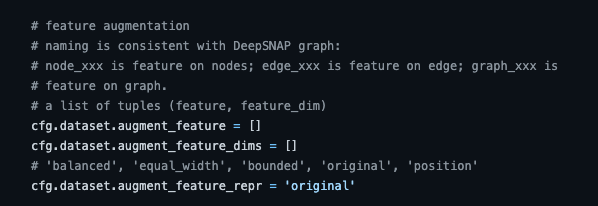 # feature augmentation
# naming is consistent with DeepSNAP graph:
# node_xxx is feature on nodes; edge_xxx is feature on edge; graph_xxx is
# feature on graph.
# a list of tuples (feature, feature_dim)
cfg.dataset.augment_feature = []
cfg.dataset.augment_feature_dims = []
# 'balanced', 'equal_width', 'bounded', 'original', 'position'
cfg.dataset.augment_feature_repr = 'original'